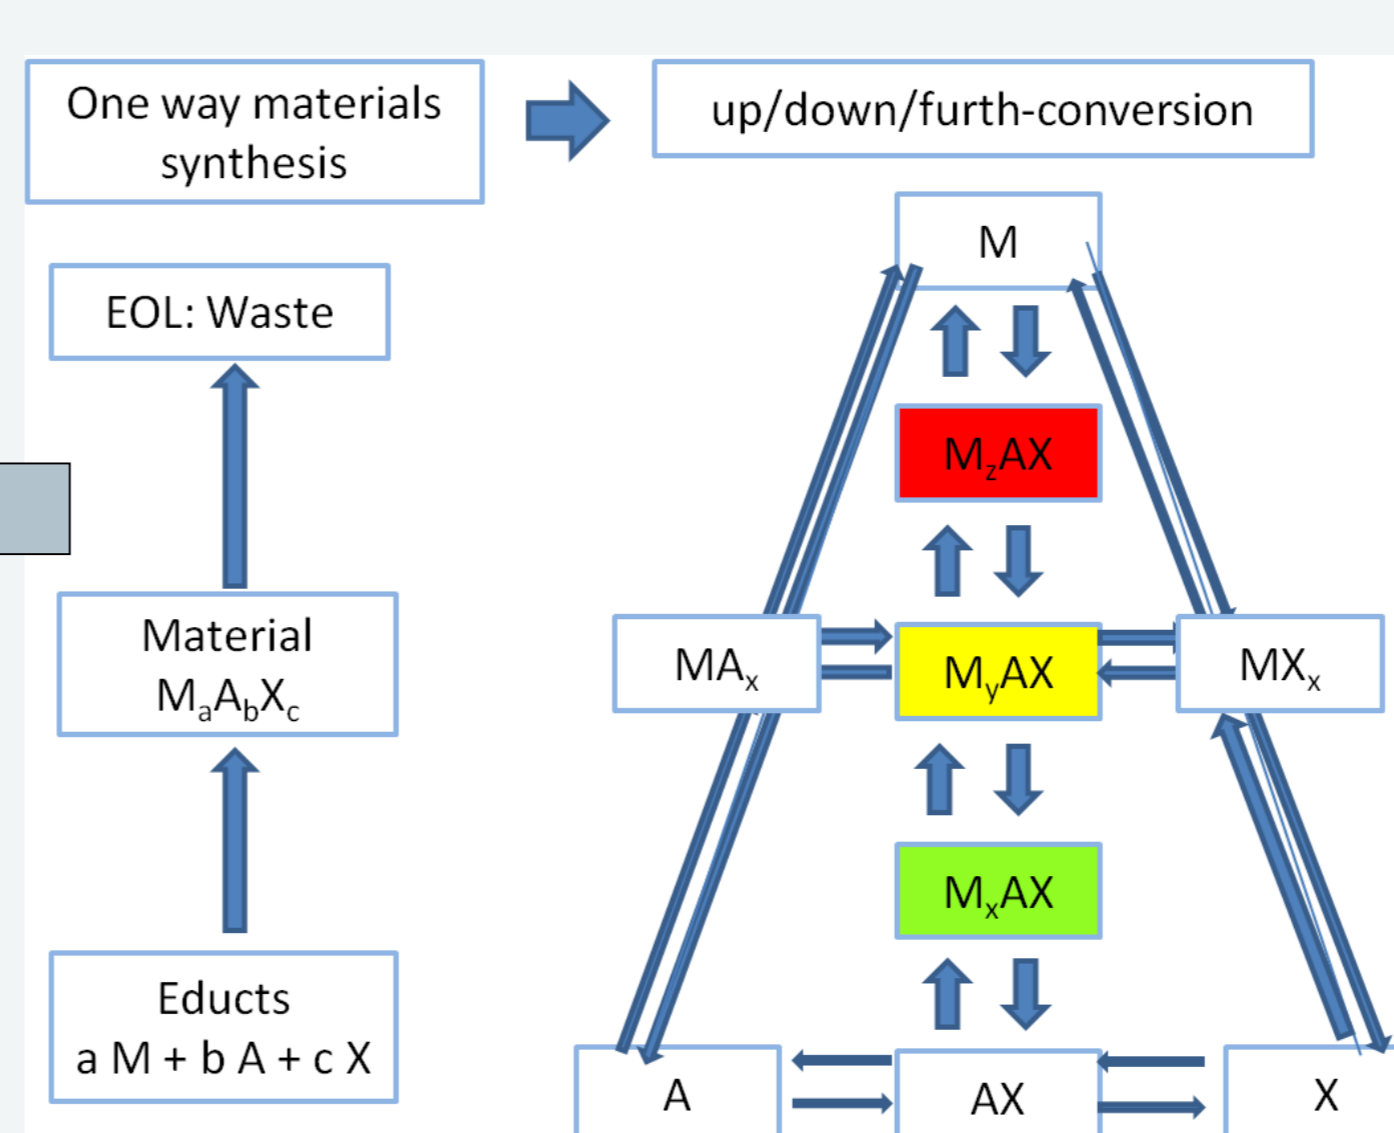 One way materials
synthesis
up/down/furth-conversion
EOL: Waste
Material
MₐAbXc
Educts
a M + b A + c X
M
MzAX
MAₓ
MyAX
MXₓ
MₓAX
A
AX
X